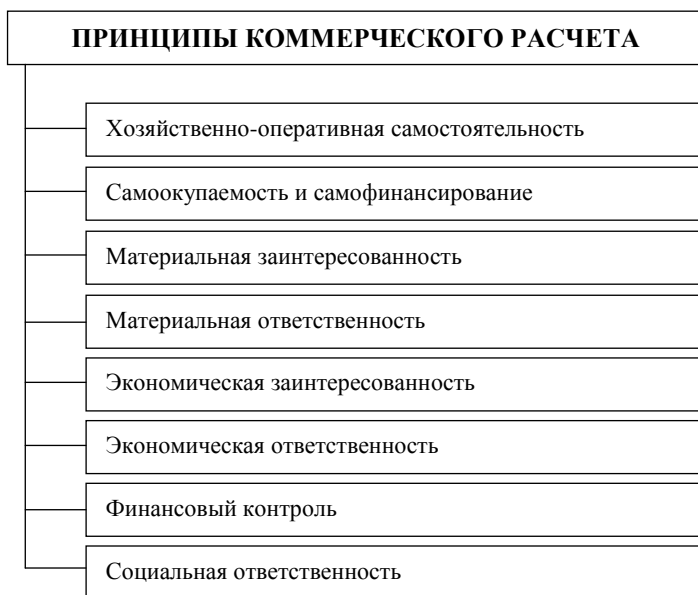 ПРИНЦИПЫ КОММЕРЧЕСКОГО РАСЧЕТА
Хозяйственно-оперативная самостоятельность
Самоокупаемость и самофинансирование
Материальная заинтересованность
Материальная ответственность
Экономическая заинтересованность
Экономическая ответственность
Финансовый контроль
Социальная ответственность